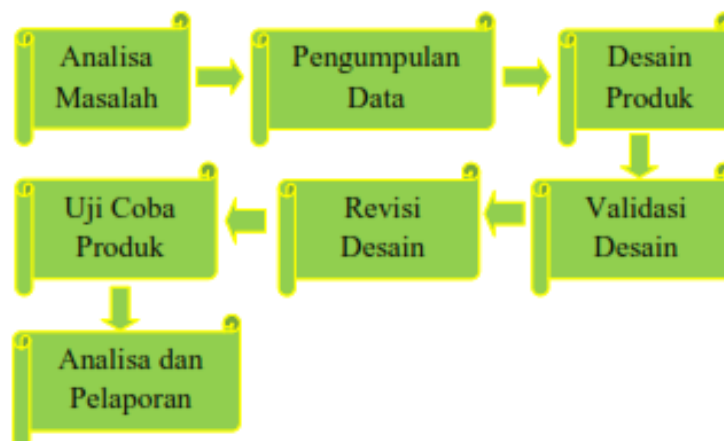 Analisa
Masalah
Pengumpulan
Data
Desain
Produk
Validasi
Desain
Revisi
Desain
Uji Coba
Produk
Analisa dan
Pelaporan